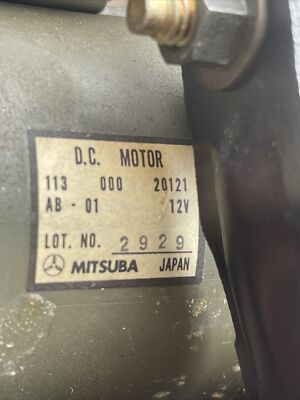 D.C. MOTOR
113 000 20121
AB - 01 12V
LOT. NO. 2929
MITSUBA JAPAN